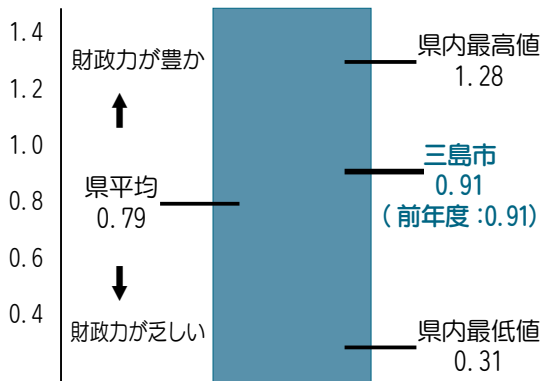 1.4
1.2
1.0
0.8
0.6
0.4
財政力が豊か
県平均
0.79
財政力が乏しい
県内最高値
1.28
三島市
0.91
(前年度:0.91)
県内最低値
0.31